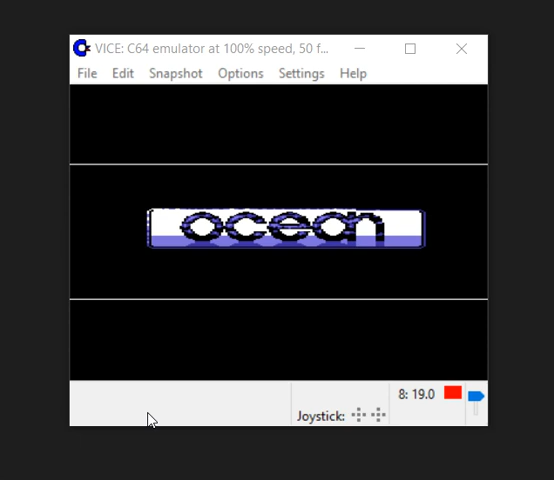 VICE: C64 emulator at 100% speed, 50 f...
File Edit Snapshot Options Settings Help
ocean
8: 19.0
Joystick: